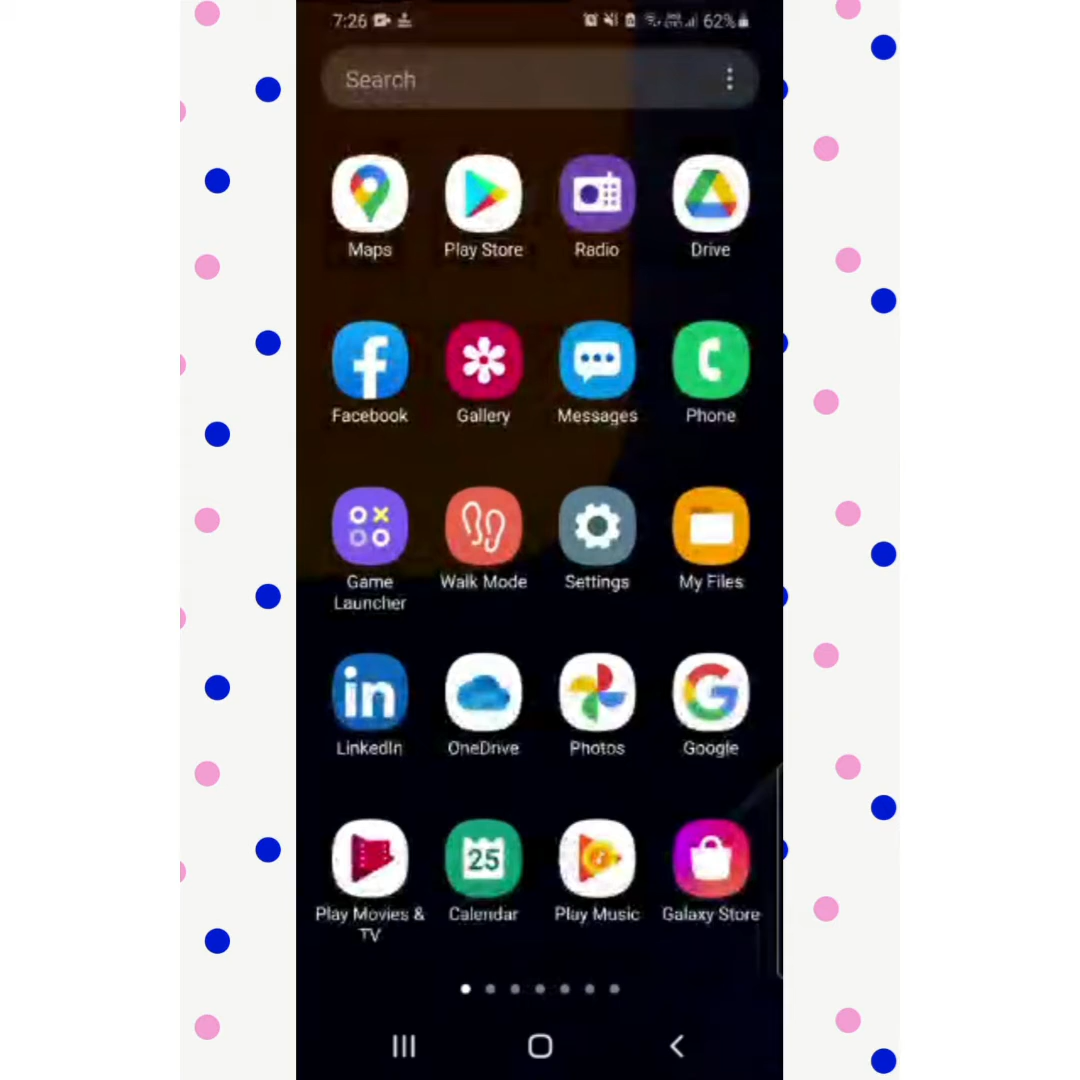 7:26 62%
Search
Maps Play Store Radio Drive
Facebook Gallery Messages Phone
Game Launcher Walk Mode Settings My Files
in
LinkedIn OneDrive Photos Google
25
Play Movies & TV Calendar Play Music Galaxy Store